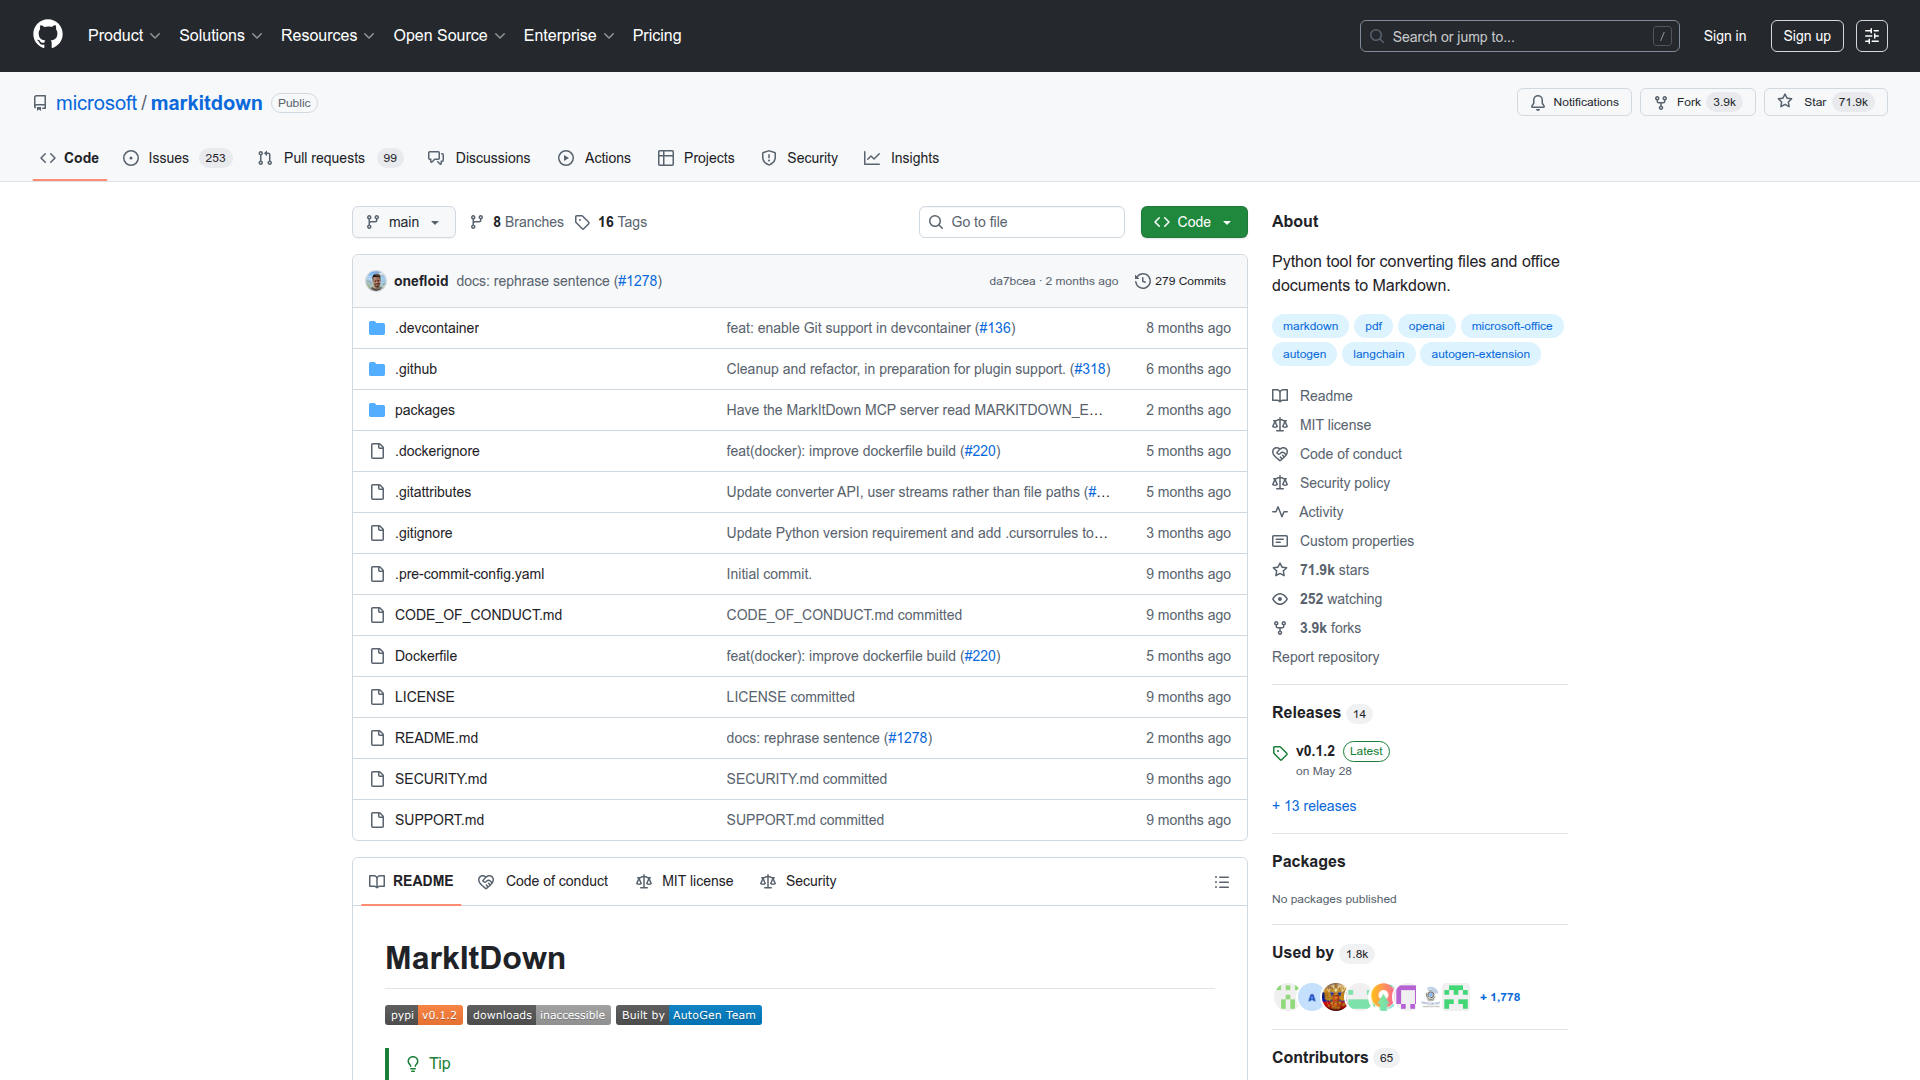 Product Solutions Resources Open Source Enterprise Pricing Search or jump to... / Sign in Sign up
microsoft / markitdown Public Notifications Fork 3.9k Star 71.9k
Code Issues 253 Pull requests 99 Discussions Actions Projects Security Insights
main 8 Branches 16 Tags Go to file Code
onefloid docs: rephrase sentence (#1278) da7bcea · 2 months ago 279 Commits
.devcontainer feat: enable Git support in devcontainer (#136) 8 months ago
.github Cleanup and refactor, in preparation for plugin support. (#318) 6 months ago
packages Have the MarkItDown MCP server read MARKITDOWN_E… 2 months ago
.dockerignore feat(docker): improve dockerfile build (#220) 5 months ago
.gitattributes Update converter API, user streams rather than file paths (#… 5 months ago
.gitignore Update Python version requirement and add .cursorrules to… 3 months ago
.pre-commit-config.yaml Initial commit. 9 months ago
CODE_OF_CONDUCT.md CODE_OF_CONDUCT.md committed 9 months ago
Dockerfile feat(docker): improve dockerfile build (#220) 5 months ago
LICENSE LICENSE committed 9 months ago
README.md docs: rephrase sentence (#1278) 2 months ago
SECURITY.md SECURITY.md committed 9 months ago
SUPPORT.md SUPPORT.md committed 9 months ago
README Code of conduct MIT license Security
MarkItDown
pypi v0.1.2 downloads inaccessible Built by AutoGen Team
Tip
About
Python tool for converting files and office
documents to Markdown.
markdown pdf openai microsoft-office
autogen langchain autogen-extension
Readme
MIT license
Code of conduct
Security policy
Activity
Custom properties
71.9k stars
252 watching
3.9k forks
Report repository
Releases 14
v0.1.2 Latest
on May 28
+ 13 releases
Packages
No packages published
Used by 1.8k
A
+ 1,778
Contributors 65